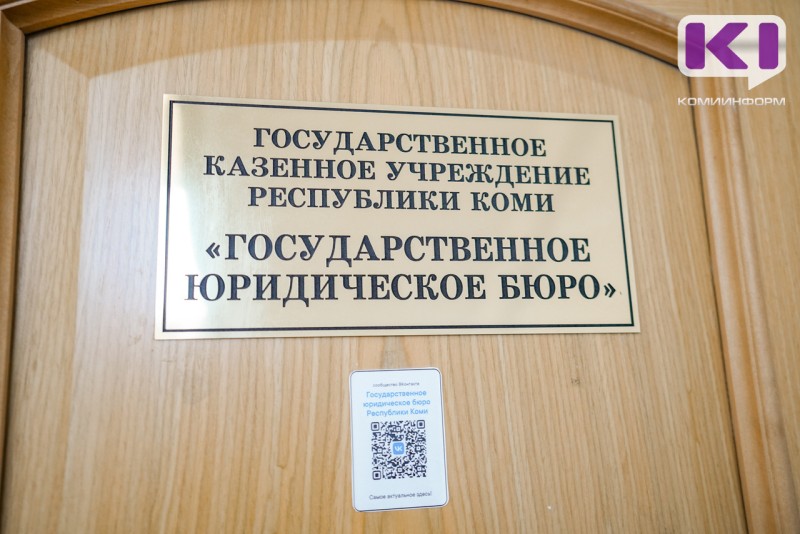 КІ
КОМИИНФОРМ
ГОСУДАРСТВЕННОЕ
КАЗЕННОЕ УЧРЕЖДЕНИЕ
РЕСПУБЛИКИ КОМИ
«ГОСУДАРСТВЕННОЕ
ЮРИДИЧЕСКОЕ БЮРО»
сообщество ВКонтакте
Государственное
юридическое бюро
Республики Коми
Самое актуальное здесь!